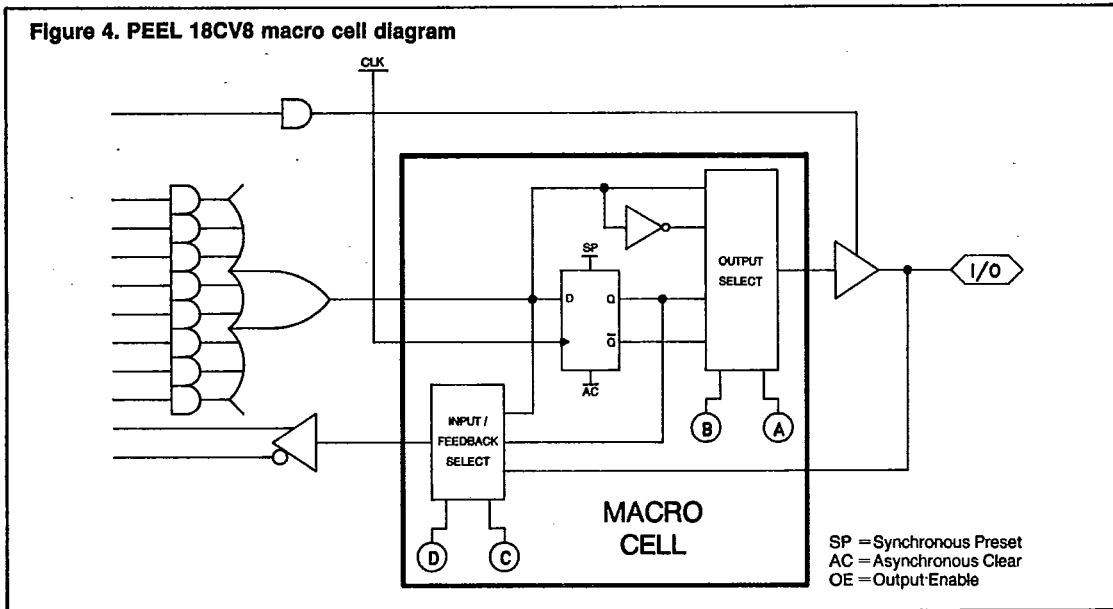 Figure 4. PEEL 18CV8 macro cell diagram
CLK
SP
D Q
Q̅
AC
OUTPUT
SELECT
I/O
B A
INPUT /
FEEDBACK
SELECT
D C
MACRO
CELL
SP = Synchronous Preset
AC = Asynchronous Clear
OE = Output Enable